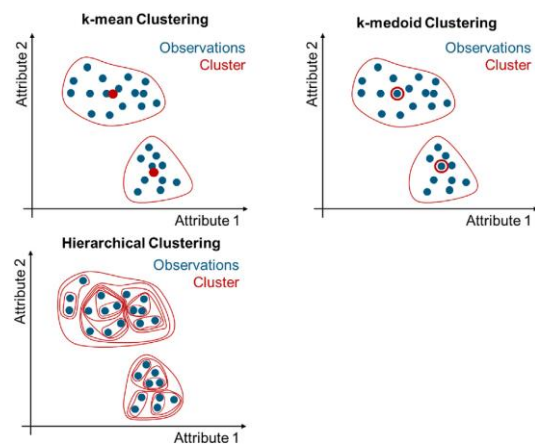 k-mean Clustering
Observations
Cluster
Attribute 2
Attribute 1
k-medoid Clustering
Observations
Cluster
Attribute 2
Attribute 1
Hierarchical Clustering
Observations
Cluster
Attribute 2
Attribute 1